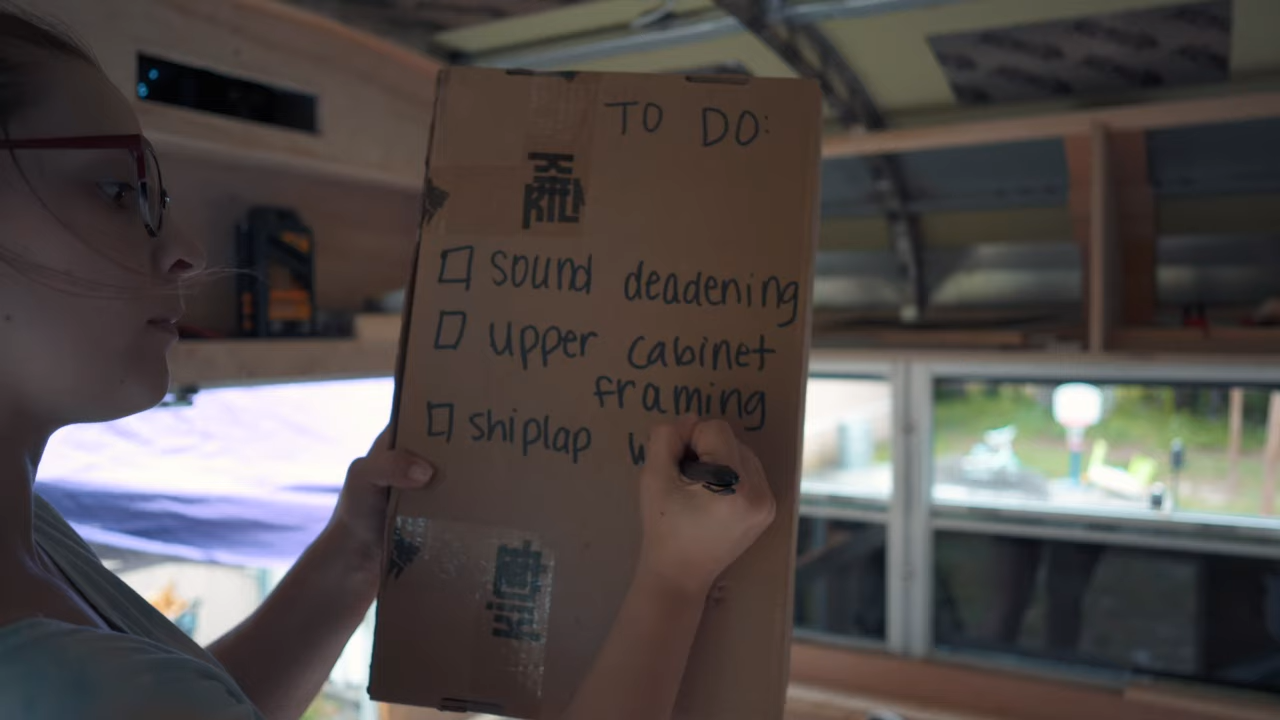 TO DO:
sound deadening
upper cabinet
framing
shiplap